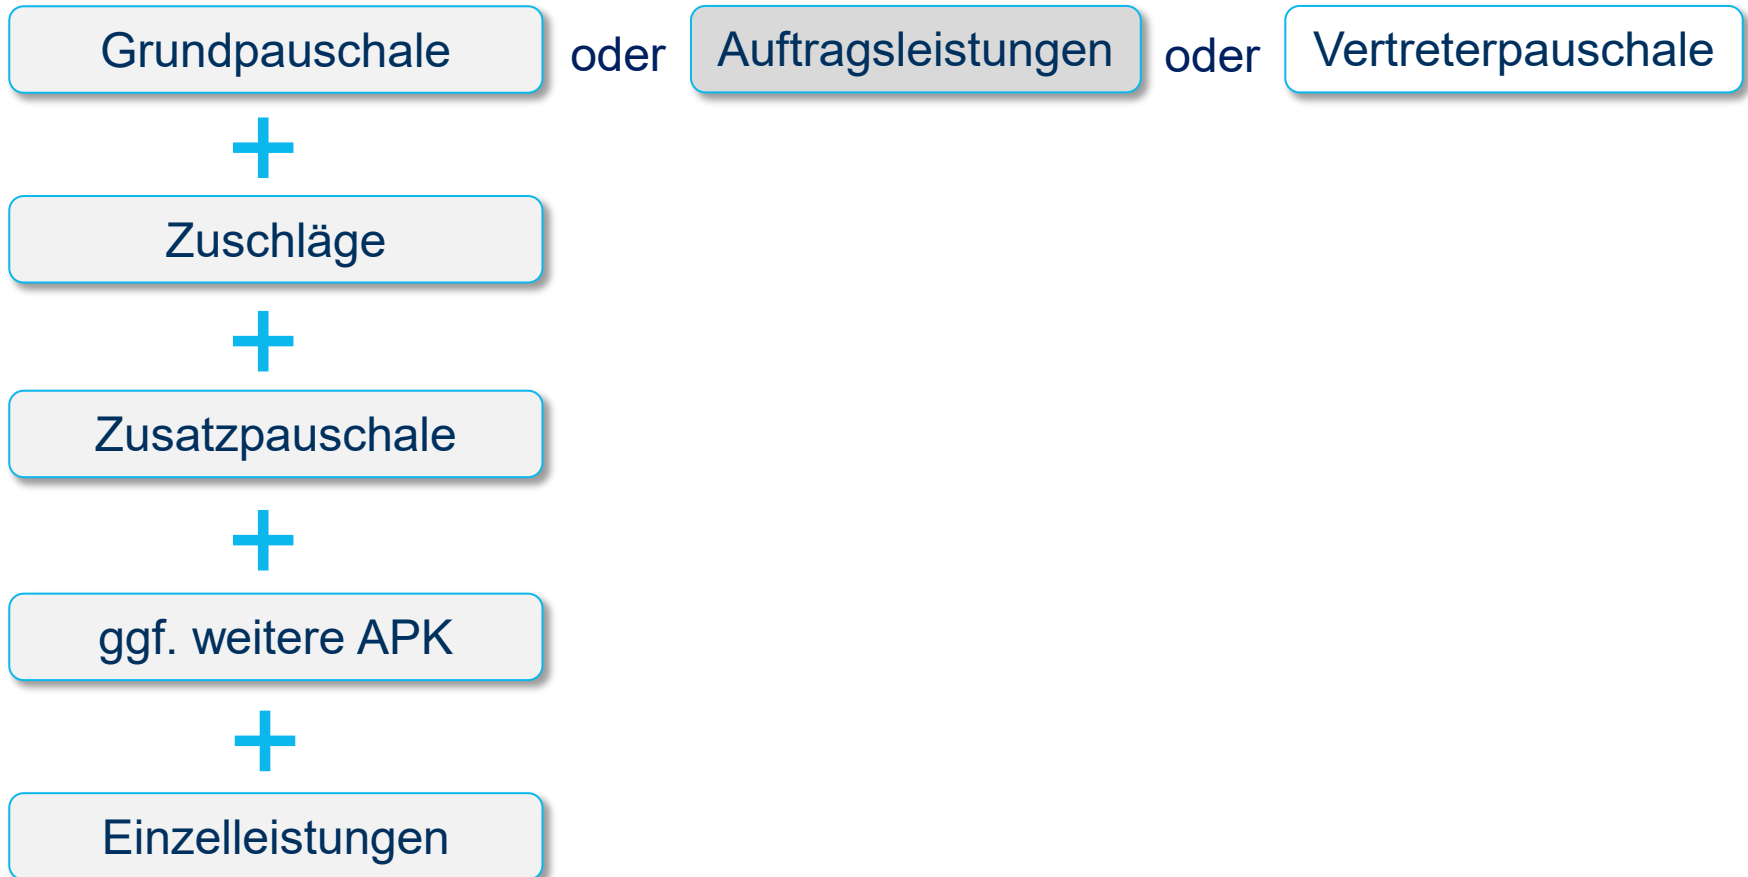 Grundpauschale oder Auftragsleistungen oder Vertreterpauschale
+
Zuschläge
+
Zusatzpauschale
+
ggf. weitere APK
+
Einzelleistungen